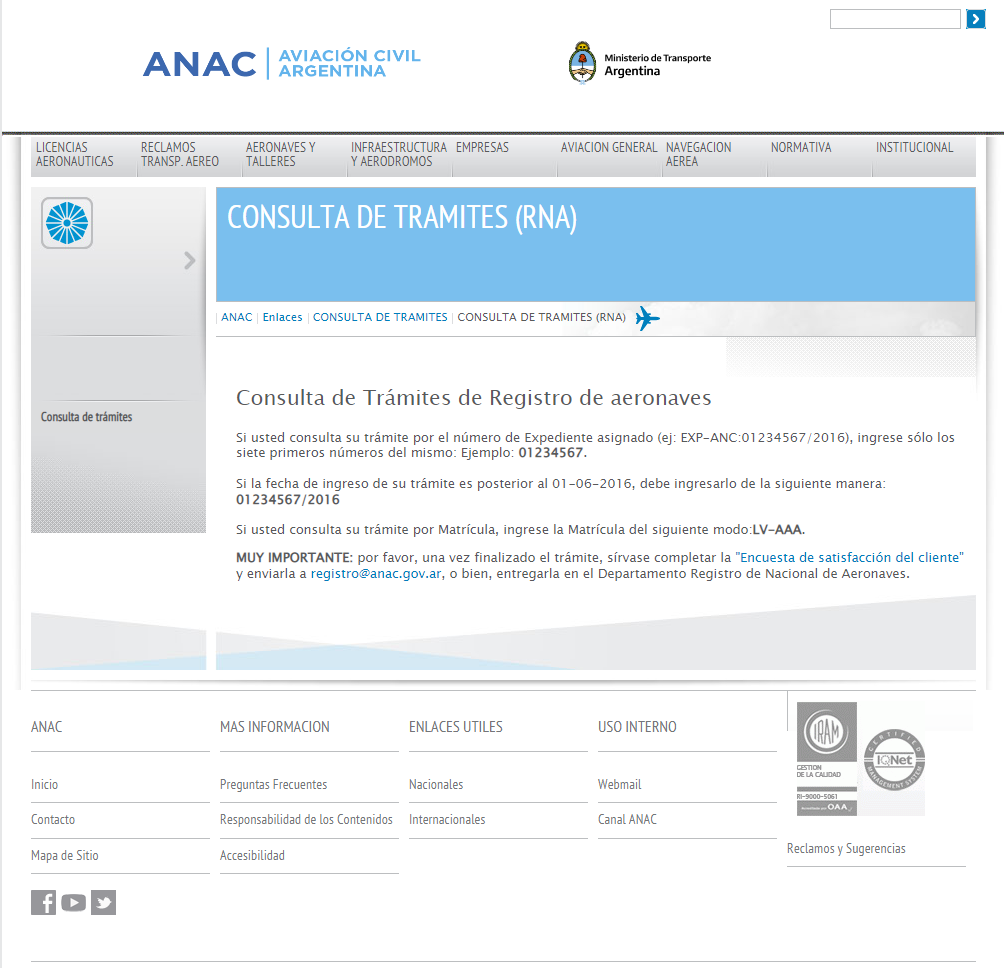 ANAC
AVIACIÓN CIVIL
ARGENTINA
Ministerio de Transporte
Argentina
LICENCIAS
AERONAUTICAS
RECLAMOS
TRANSP. AEREO
AERONAVES Y
TALLERES
INFRAESTRUCTURA
Y AERODROMOS
EMPRESAS
AVIACION GENERAL
NAVEGACION
AEREA
NORMATIVA
INSTITUCIONAL
CONSULTA DE TRAMITES (RNA)
| ANAC | Enlaces | CONSULTA DE TRAMITES | CONSULTA DE TRAMITES (RNA)
Consulta de trámites
Consulta de Trámites de Registro de aeronaves
Si usted consulta su trámite por el número de Expediente asignado (ej: EXP-ANC:01234567/2016), ingrese sólo los
siete primeros números del mismo: Ejemplo: 01234567.
Si la fecha de ingreso de su trámite es posterior al 01-06-2016, debe ingresarlo de la siguiente manera:
01234567/2016
Si usted consulta su trámite por Matrícula, ingrese la Matrícula del siguiente modo:LV-AAA.
MUY IMPORTANTE: por favor, una vez finalizado el trámite, sírvase completar la "Encuesta de satisfacción del cliente"
y enviarla a registro@anac.gov.ar, o bien, entregarla en el Departamento Registro de Nacional de Aeronaves.
ANAC
Inicio
Contacto
Mapa de Sitio
MAS INFORMACION
Preguntas Frecuentes
Responsabilidad de los Contenidos
Accesibilidad
ENLACES UTILES
Nacionales
Internacionales
USO INTERNO
Webmail
Canal ANAC
IRAM
GESTION
DE LA CALIDAD
RI-9000-5061
OAA
CERTIFIED
IQNet
MANAGEMENT SYSTEM
Reclamos y Sugerencias